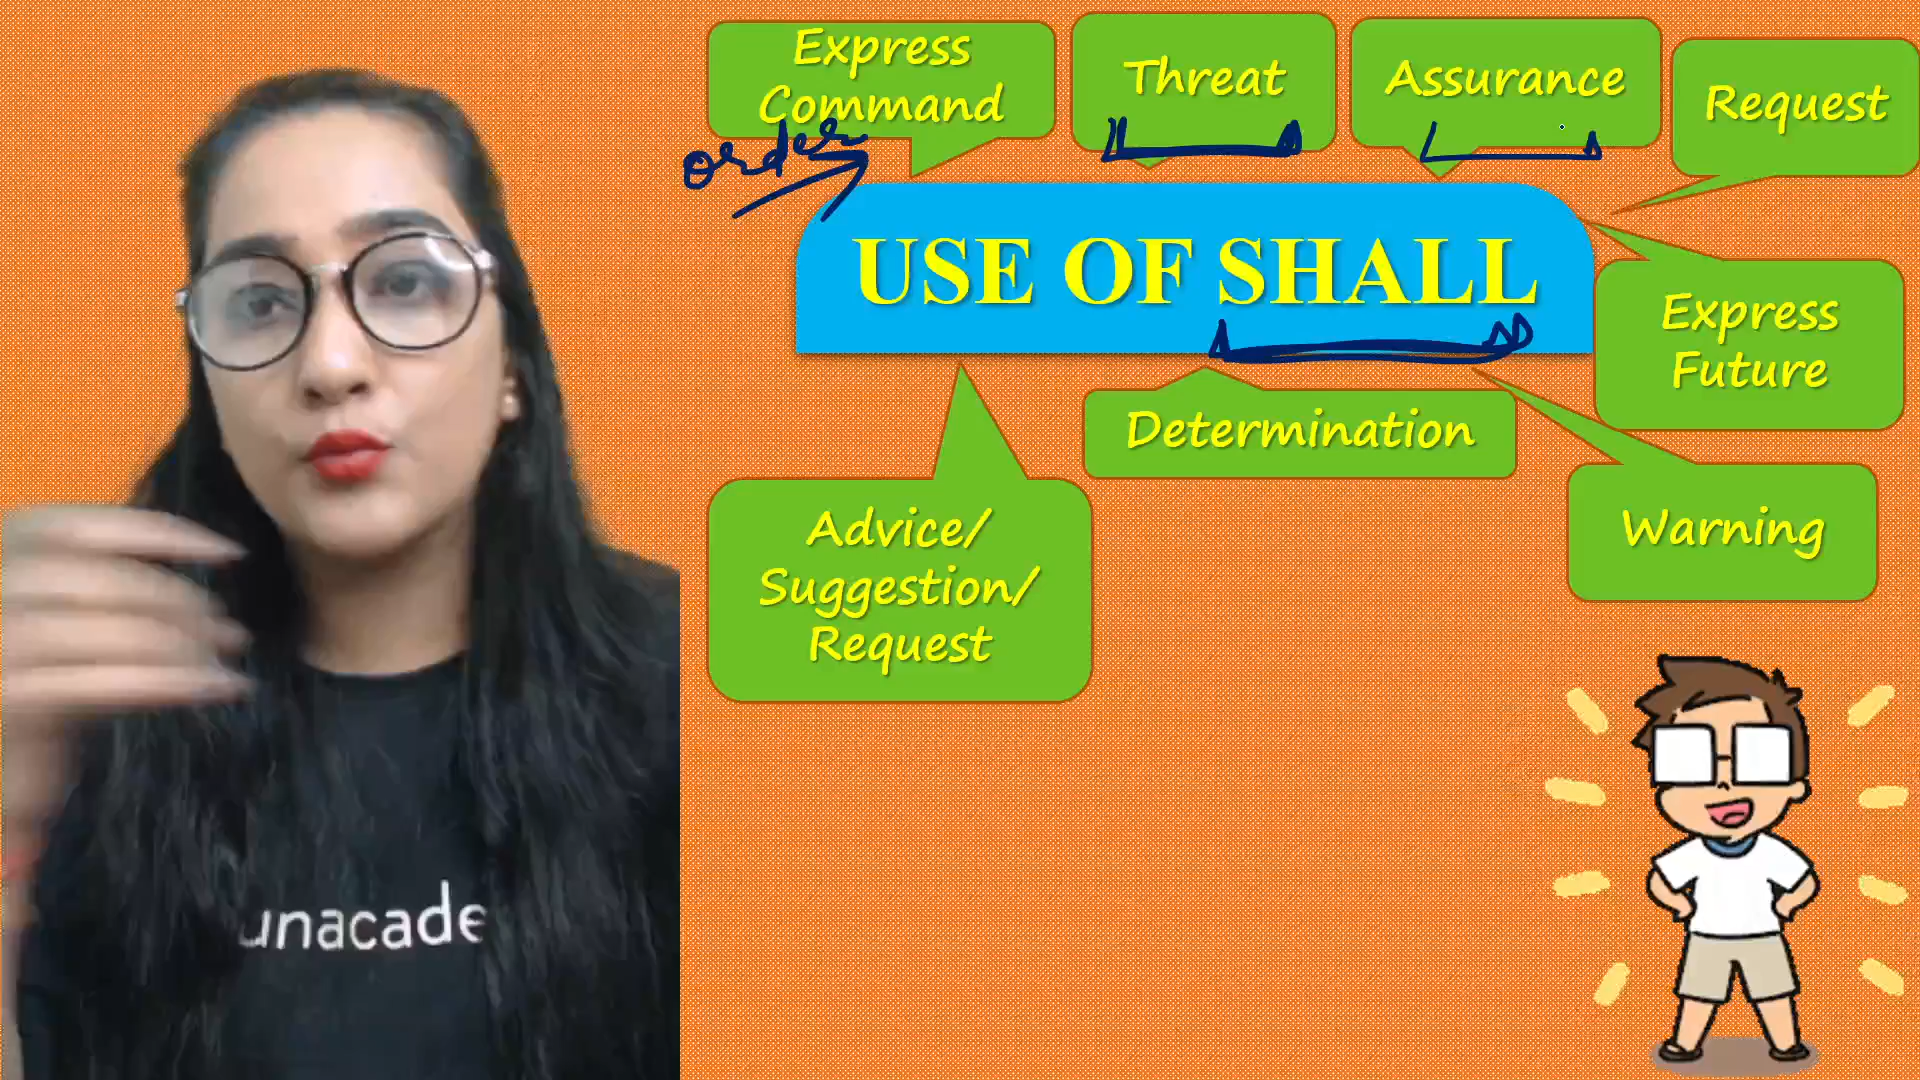 Express
Command
Threat
Assurance
Request
order
USE OF SHALL
Express
Future
Determination
Warning
Advice/
Suggestion/
Request
unacade